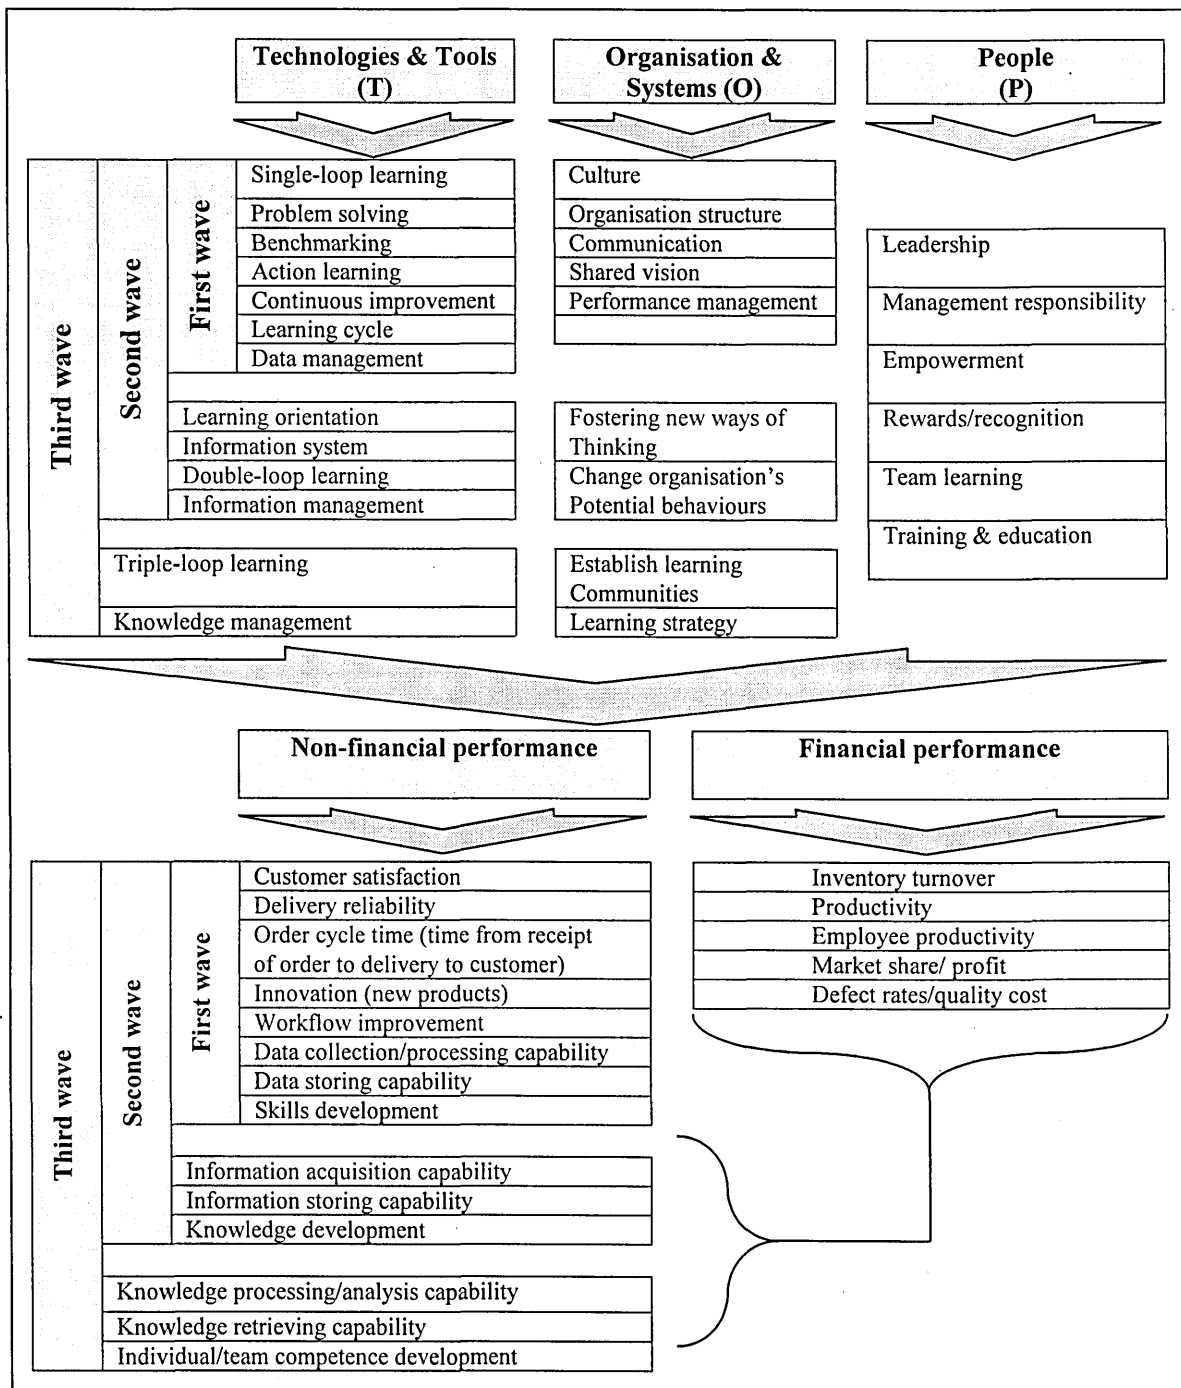 Technologies & Tools
(T)
Organisation &
Systems (O)
People
(P)
Third wave
Second wave
First wave
Single-loop learning
Problem solving
Benchmarking
Action learning
Continuous improvement
Learning cycle
Data management
Learning orientation
Information system
Double-loop learning
Information management
Triple-loop learning
Knowledge management
Culture
Organisation structure
Communication
Shared vision
Performance management
Fostering new ways of
Thinking
Change organisation's
Potential behaviours
Establish learning
Communities
Learning strategy
Leadership
Management responsibility
Empowerment
Rewards/recognition
Team learning
Training & education
Non-financial performance
Financial performance
Third wave
Second wave
First wave
Customer satisfaction
Delivery reliability
Order cycle time (time from receipt
of order to delivery to customer)
Innovation (new products)
Workflow improvement
Data collection/processing capability
Data storing capability
Skills development
Information acquisition capability
Information storing capability
Knowledge development
Knowledge processing/analysis capability
Knowledge retrieving capability
Individual/team competence development
Inventory turnover
Productivity
Employee productivity
Market share/ profit
Defect rates/quality cost